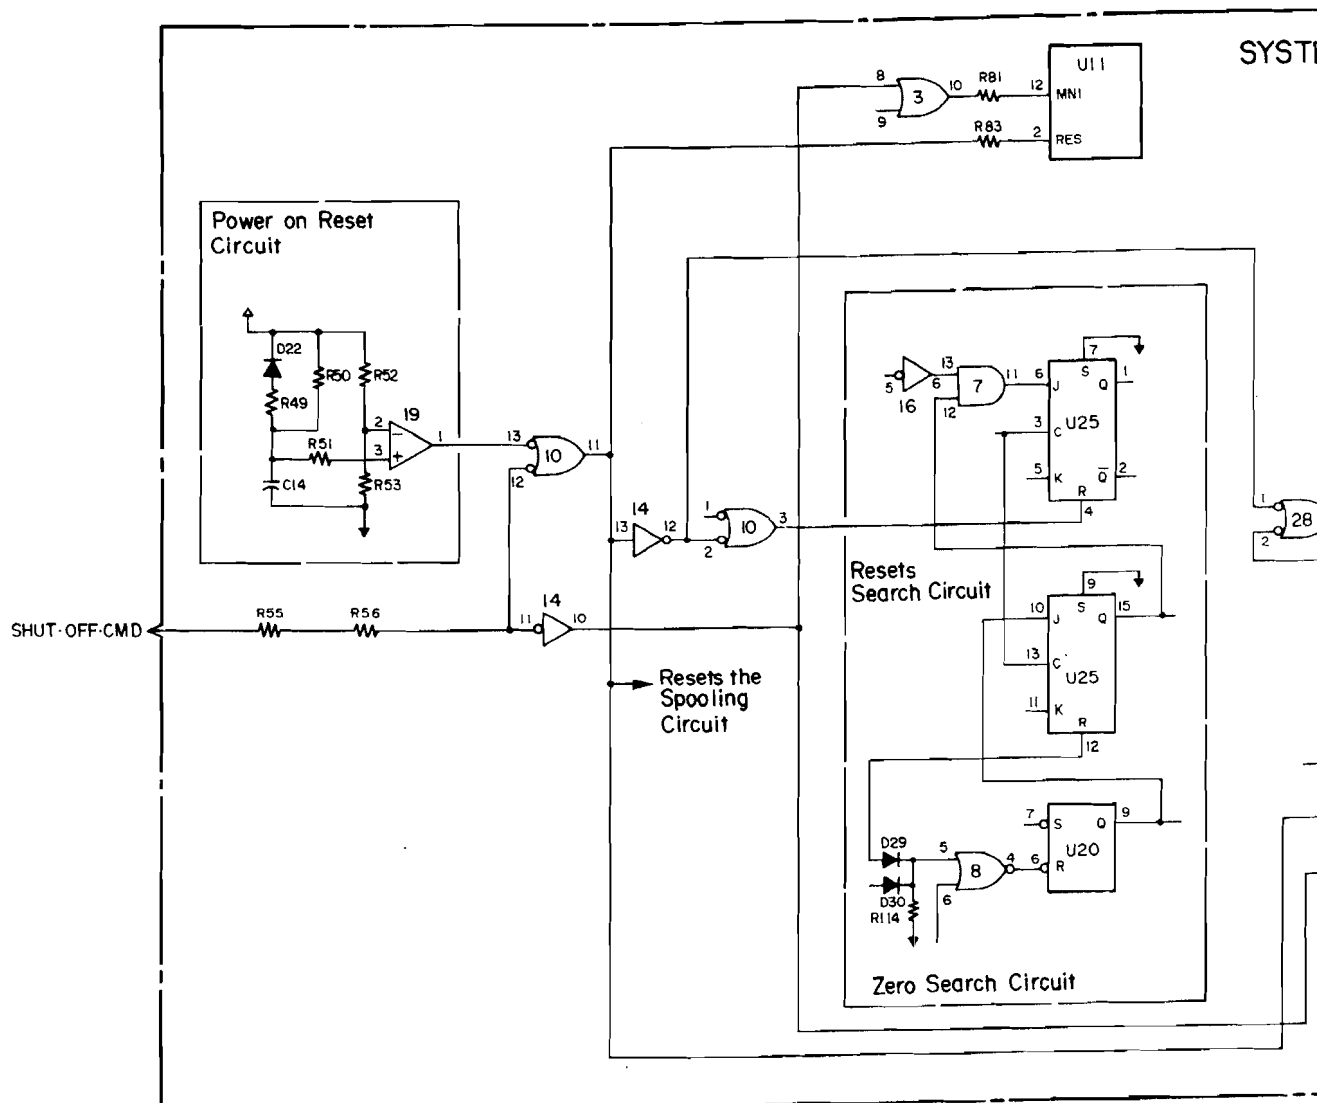 SYSTE
U11
8
3
10
R81
12
MNI
9
R83
2
RES
Power on Reset
Circuit
D22
R50
R52
R49
19
2
−
1
R51
3
+
C14
R53
13
10
11
12
14
13
12
1
10
3
2
7
S
13
11
6
J
Q
1
5
6
7
16
12
3
C
U25
5
K
Q
2
R
4
1
28
2
Resets
Search Circuit
9
S
10
J
Q
15
13
C
U25
11
K
R
12
SHUT·OFF·CMD
R55
R56
11
14
10
Resets the
Spooling
Circuit
7
S
Q
9
D29
5
8
4
6
R
U20
D30
6
R114
Zero Search Circuit